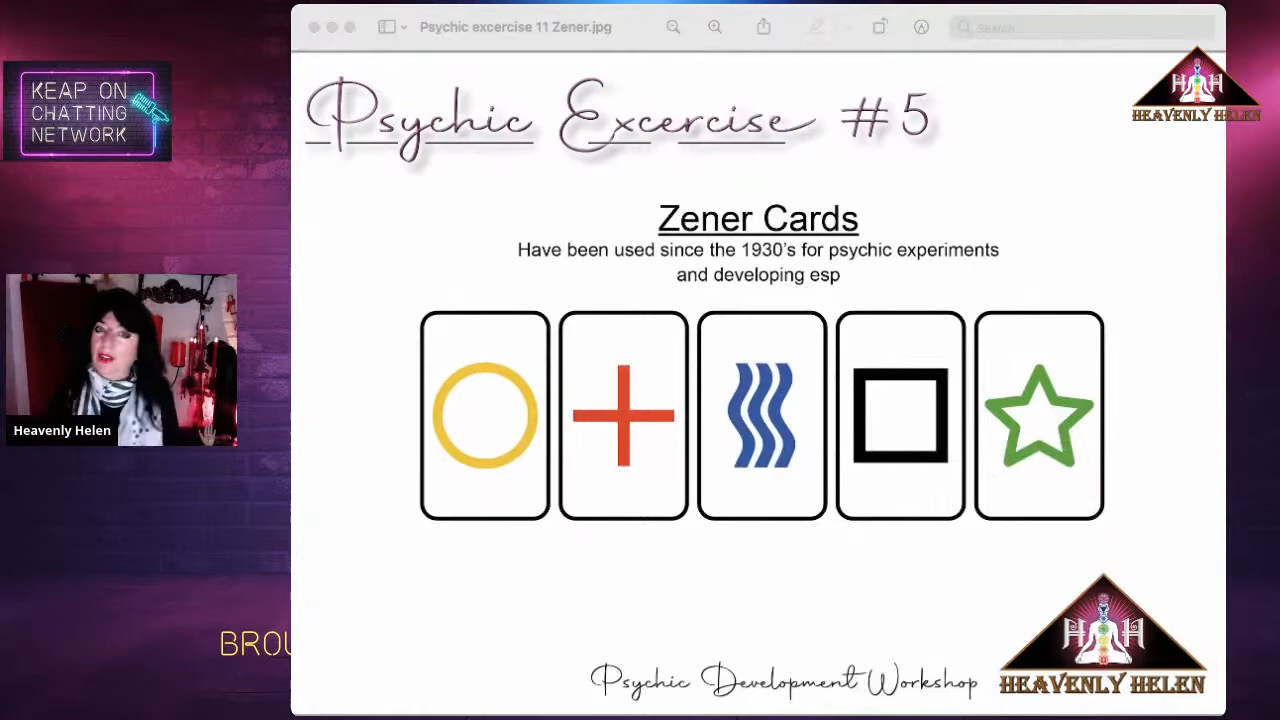 Psychic excercise 11 Zener.jpg
Search
KEAP ON
CHATTING
NETWORK
Psychic Excercise #5
HEAVENLY HELEN
Zener Cards
Have been used since the 1930's for psychic experiments
and developing esp
Heavenly Helen
BROU
H H
HEAVENLY HELEN
Psychic Development Workshop